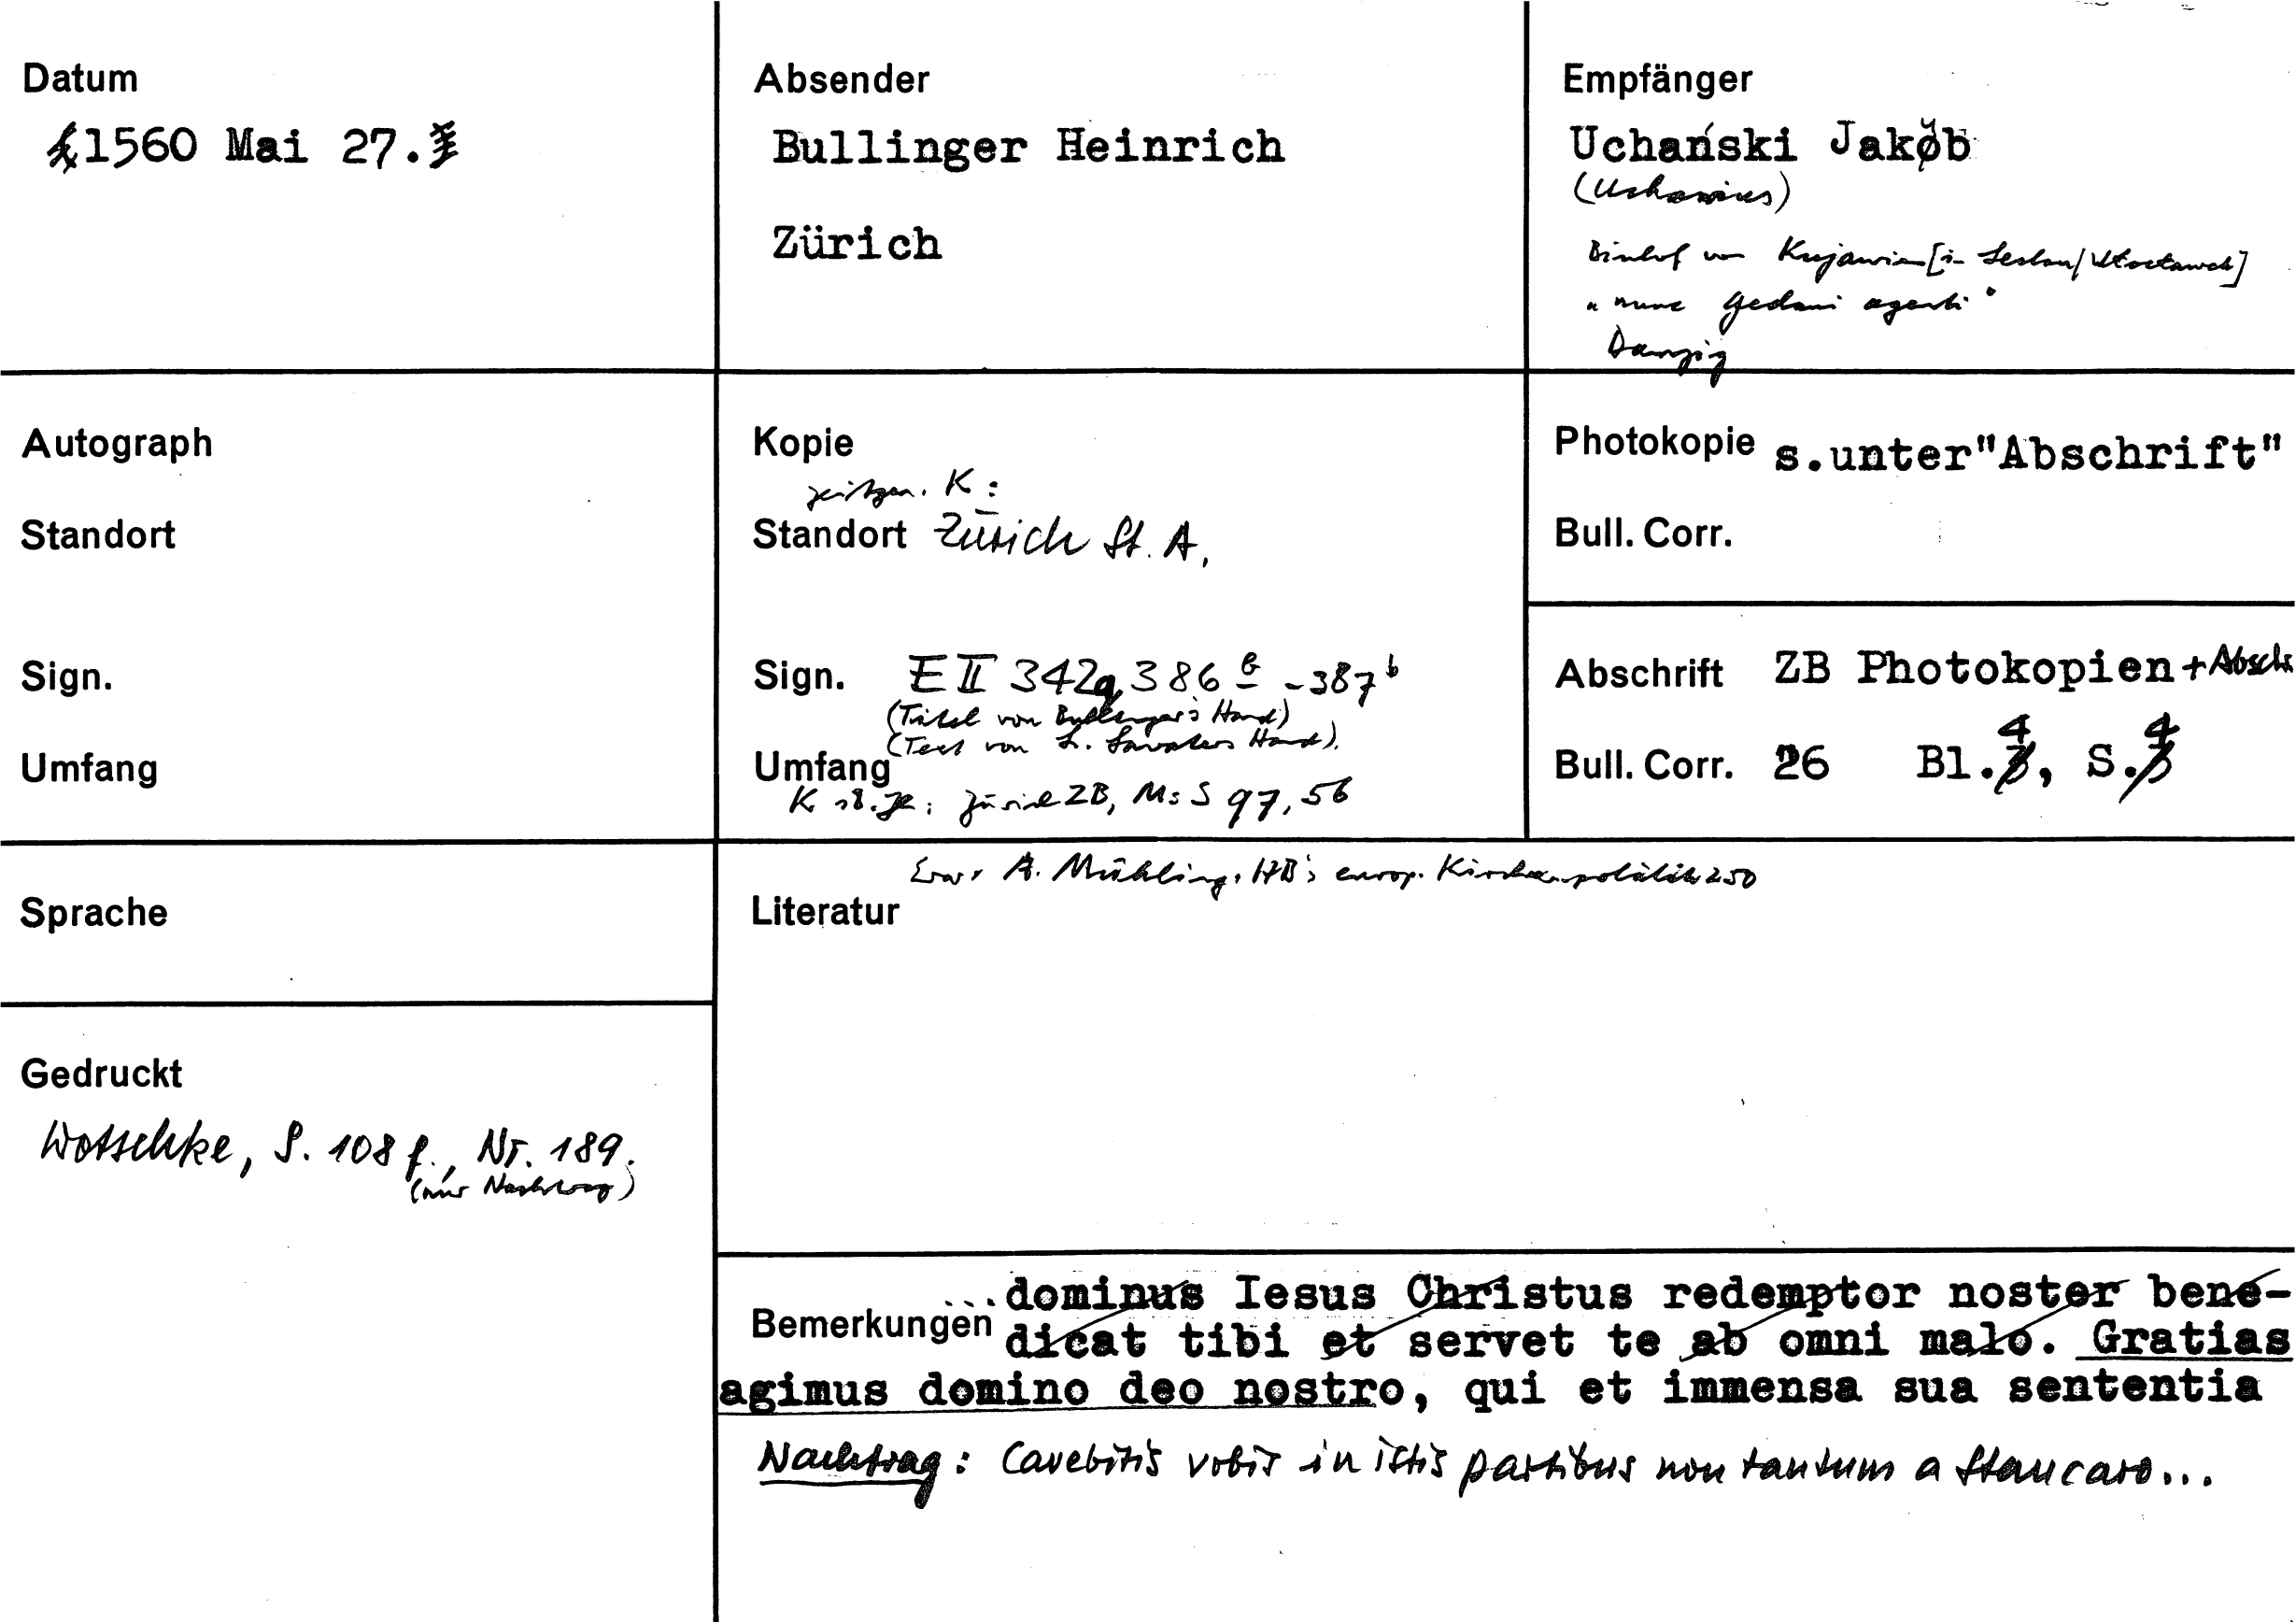 Datum
1560 Mai 27.
Absender
Bullinger Heinrich
Zürich
Empfänger
Uchański Jakob
(Uchanius)
Bischof von Kujawien [in Leslau/Włocławek]
"nunc Gedani agenti"
Danzig
Autograph
Standort
Sign.
Umfang
Kopie
zeitgen. K:
Standort Zürich St. A.
Sign. E II 342a, 386 - 387b
(Titel von Bullingers Hand)
(Text von L. Lavaters Hand).
Umfang
K 18. Jh: Zürich ZB, Ms S 97, 56
Photokopie s.unter"Abschrift"
Bull. Corr.
Abschrift ZB Photokopien + Abschr
Bull. Corr. 26 Bl.4, S.4
Sprache
Erw. A. Mühling, HB's europ. Kirchenpolitik 250
Literatur
Gedruckt
Wotschke, S. 108 f., Nr. 189.
(nur Nachtrag)
...dominus Iesus Christus redemptor noster bene-
Bemerkungen dicat tibi et servet te ab omni malo. Gratias
agimus domino deo nostro, qui et immensa sua sententia
Nachtrag: Cavebitis vobis in istis partibus non tantum a Stancaro...